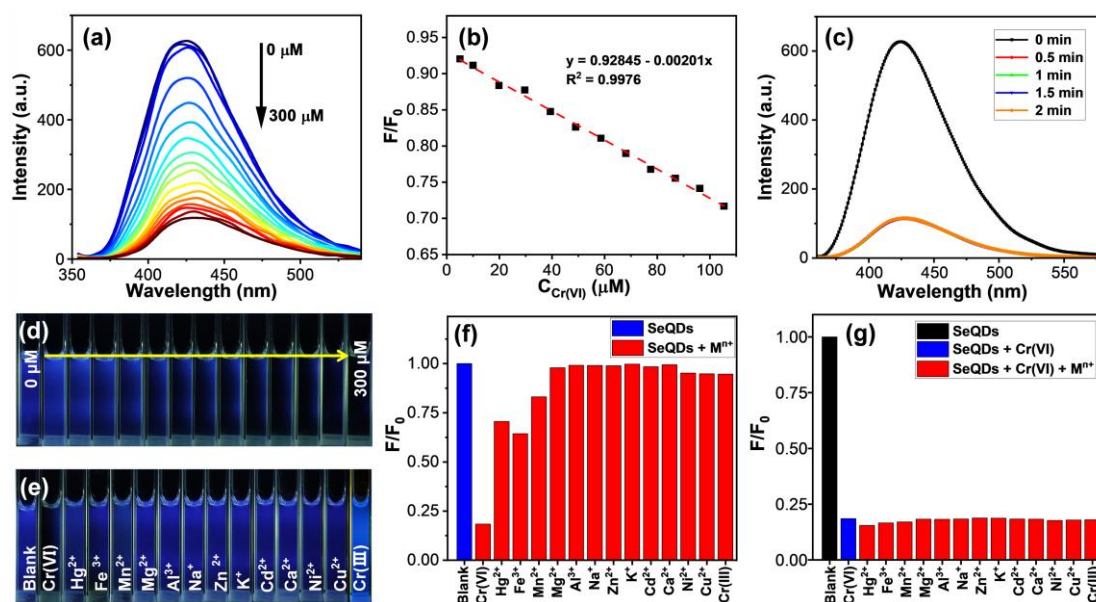 (a)
0 μM
300 μM
Intensity (a.u.)
600
400
200
0
350
400
450
500
Wavelength (nm)
(b)
y = 0.92845 - 0.00201x
R² = 0.9976
F/F₀
0.95
0.90
0.85
0.80
0.75
0.70
0.65
0
20
40
60
80
100
C_Cr(VI) (μM)
(c)
0 min
0.5 min
1 min
1.5 min
2 min
Intensity (a.u.)
600
400
200
0
400
450
500
550
Wavelength (nm)
(d)
0 μM
300 μM
(e)
Blank
Cr(VI)
Hg²⁺
Fe³⁺
Mn²⁺
Mg²⁺
Al³⁺
Na⁺
Zn²⁺
K⁺
Cd²⁺
Ca²⁺
Ni²⁺
Cu²⁺
Cr(III)
(f)
SeQDs
SeQDs + Mⁿ⁺
F/F₀
1.00
0.75
0.50
0.25
0.00
Blank
Cr(VI)
Hg²⁺
Fe³⁺
Mn²⁺
Mg²⁺
Al³⁺
Na⁺
Zn²⁺
K⁺
Cd²⁺
Ca²⁺
Ni²⁺
Cu²⁺
Cr(III)
(g)
SeQDs
SeQDs + Cr(VI)
SeQDs + Cr(VI) + Mⁿ⁺
F/F₀
1.00
0.75
0.50
0.25
0.00
Blank
Cr(VI)
Hg²⁺
Fe³⁺
Mn²⁺
Mg²⁺
Al³⁺
Na⁺
Zn²⁺
K⁺
Cd²⁺
Ca²⁺
Ni²⁺
Cu²⁺
Cr(III)